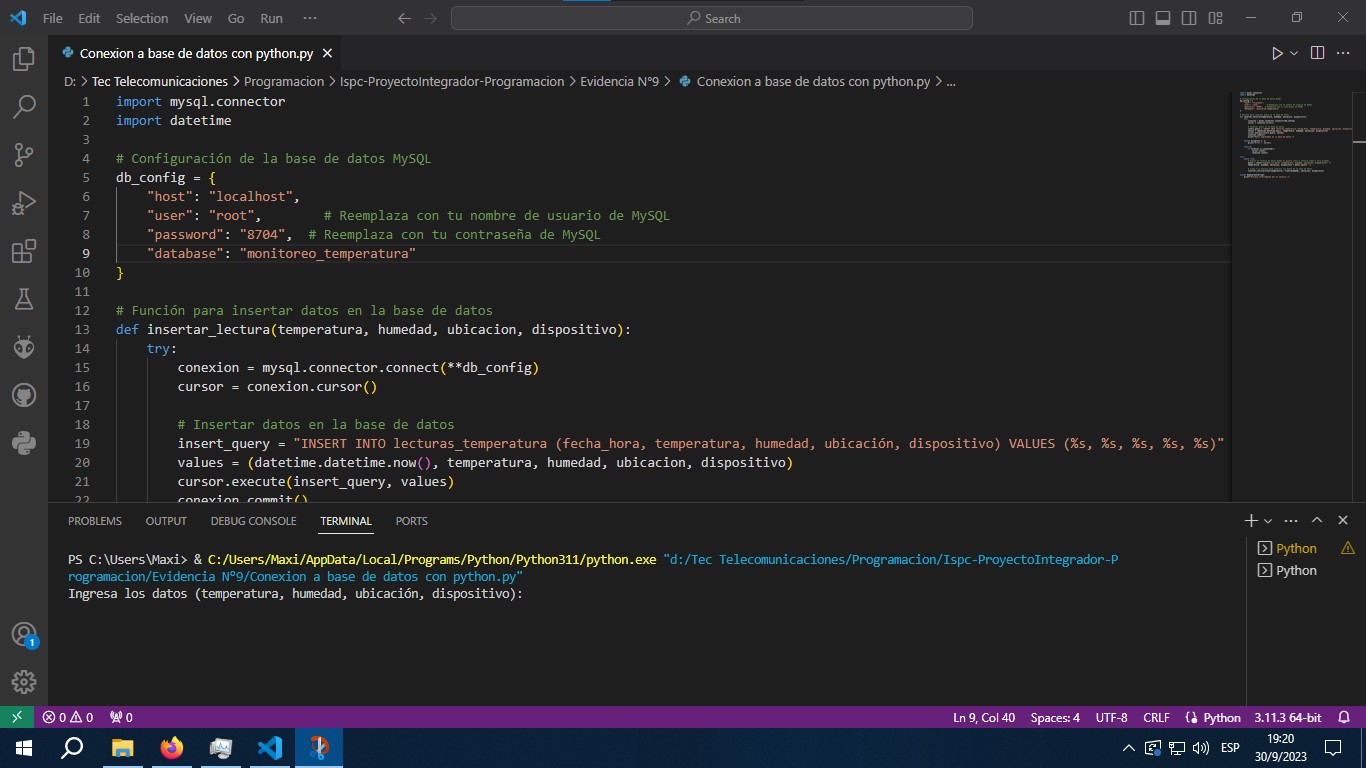 File Edit Selection View Go Run ··· Search
Conexion a base de datos con python.py
D: > Tec Telecomunicaciones > Programacion > Ispc-ProyectoIntegrador-Programacion > Evidencia N°9 > Conexion a base de datos con python.py > ...
1 import mysql.connector
2 import datetime
3
4 # Configuración de la base de datos MySQL
5 db_config = {
6 "host": "localhost",
7 "user": "root", # Reemplaza con tu nombre de usuario de MySQL
8 "password": "8704", # Reemplaza con tu contraseña de MySQL
9 "database": "monitoreo_temperatura"
10 }
11
12 # Función para insertar datos en la base de datos
13 def insertar_lectura(temperatura, humedad, ubicacion, dispositivo):
14 try:
15 conexion = mysql.connector.connect(**db_config)
16 cursor = conexion.cursor()
17
18 # Insertar datos en la base de datos
19 insert_query = "INSERT INTO lecturas_temperatura (fecha_hora, temperatura, humedad, ubicación, dispositivo) VALUES (%s, %s, %s, %s, %s)"
20 values = (datetime.datetime.now(), temperatura, humedad, ubicacion, dispositivo)
21 cursor.execute(insert_query, values)
22 conexion.commit()
PROBLEMS OUTPUT DEBUG CONSOLE TERMINAL PORTS
PS C:\Users\Maxi> & C:/Users/Maxi/AppData/Local/Programs/Python/Python311/python.exe "d:/Tec Telecomunicaciones/Programacion/Ispc-ProyectoIntegrador-P
rogramacion/Evidencia Nº9/Conexion a base de datos con python.py"
Ingresa los datos (temperatura, humedad, ubicación, dispositivo):
Python
Python
1
0 0 0 Ln 9, Col 40 Spaces: 4 UTF-8 CRLF Python 3.11.3 64-bit
ESP
19:20
30/9/2023